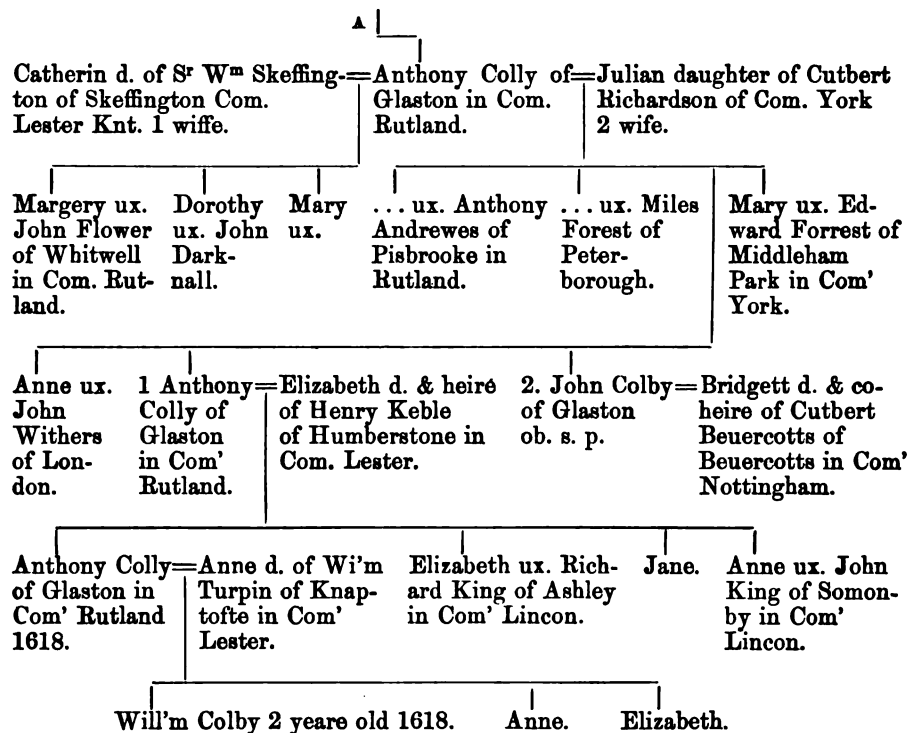 A
Catherin d. of Sʳ Wᵐ Skeffing-=Anthony Colly of=Julian daughter of Cutbert
ton of Skeffington Com. Glaston in Com. Richardson of Com. York
Lester Knt. 1 wiffe. Rutland. 2 wife.
Margery ux. Dorothy Mary ... ux. Anthony ... ux. Miles Mary ux. Ed-
John Flower ux. John ux. Andrewes of Forest of ward Forrest of
of Whitwell Dark- Pisbrooke in Peter- Middleham
in Com. Rut- nall. Rutland. borough. Park in Com'
land. York.
Anne ux. 1 Anthony=Elizabeth d. & heire 2. John Colby=Bridgett d. & co-
John Colly of of Henry Keble of Glaston heire of Cutbert
Withers Glaston of Humberstone in ob. s. p. Beuercotts of
of Lon- in Com' Com. Lester. Beuercotts in Com'
don. Rutland. Nottingham.
Anthony Colly=Anne d. of Wi'm Elizabeth ux. Rich- Jane. Anne ux. John
of Glaston in Turpin of Knap- ard King of Ashley King of Somon-
Com' Rutland tofte in Com' in Com' Lincon. by in Com'
1618. Lester. Lincon.
Will'm Colby 2 yeare old 1618. Anne. Elizabeth.